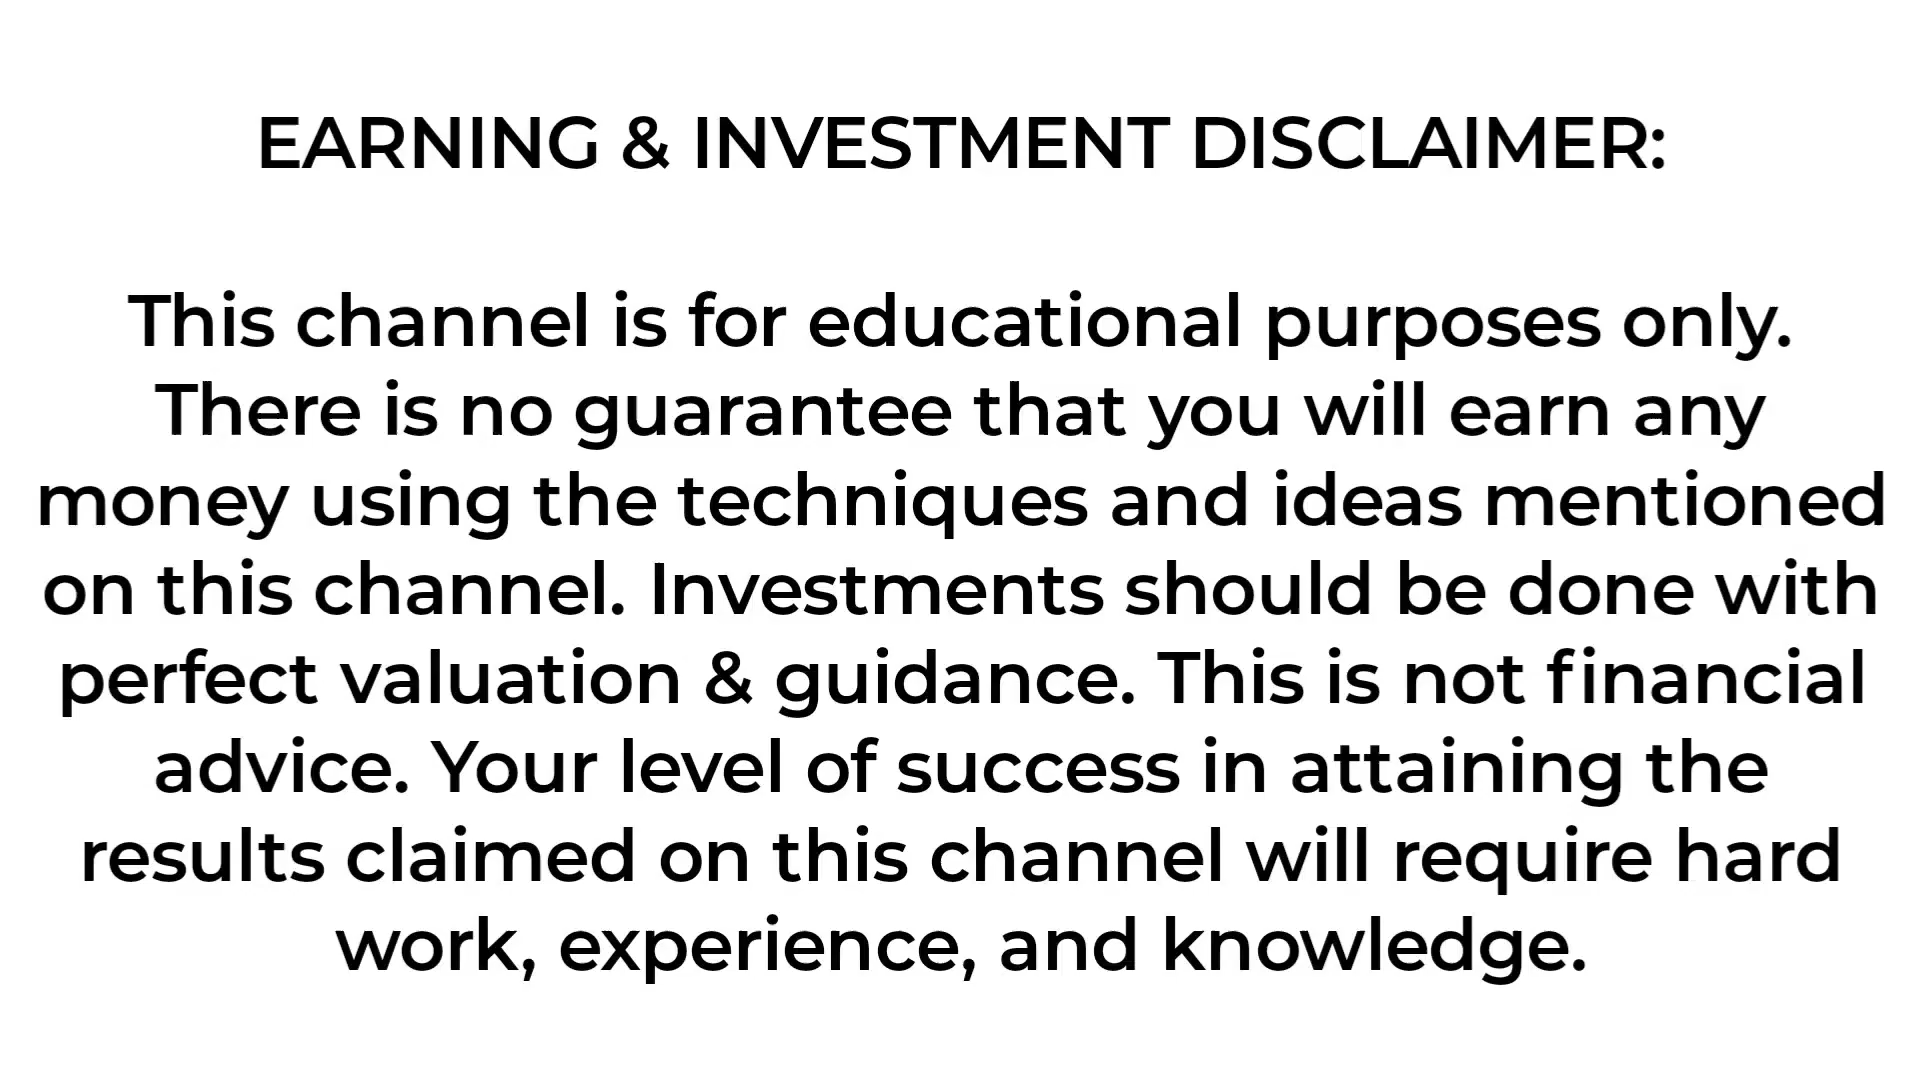 EARNING & INVESTMENT DISCLAIMER:
This channel is for educational purposes only.
There is no guarantee that you will earn any
money using the techniques and ideas mentioned
on this channel. Investments should be done with
perfect valuation & guidance. This is not financial
advice. Your level of success in attaining the
results claimed on this channel will require hard
work, experience, and knowledge.